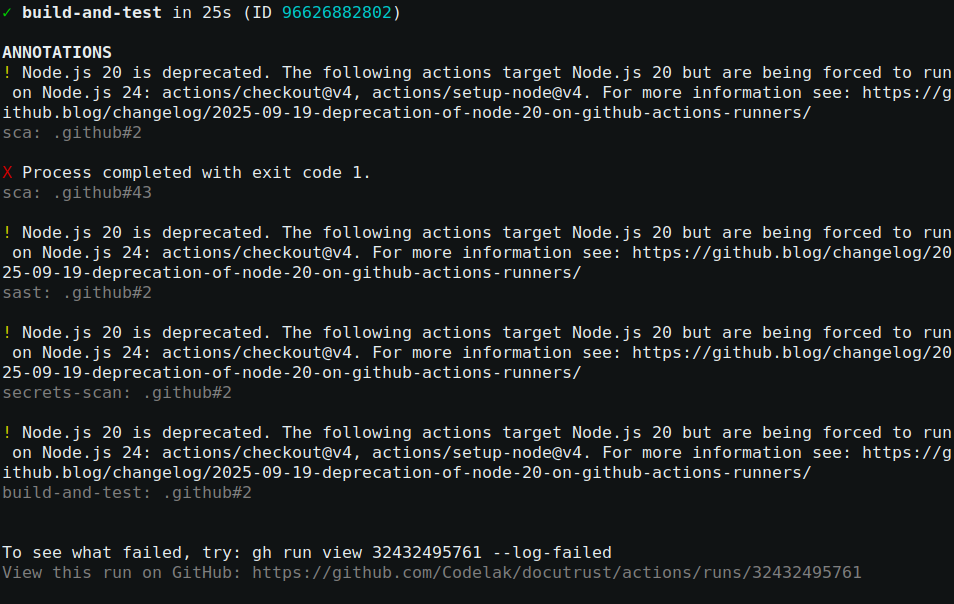 ✓ build-and-test in 25s (ID 96626882802)
ANNOTATIONS
! Node.js 20 is deprecated. The following actions target Node.js 20 but are being forced to run
on Node.js 24: actions/checkout@v4, actions/setup-node@v4. For more information see: https://g
ithub.blog/changelog/2025-09-19-deprecation-of-node-20-on-github-actions-runners/
sca: .github#2
X Process completed with exit code 1.
sca: .github#43
! Node.js 20 is deprecated. The following actions target Node.js 20 but are being forced to run
on Node.js 24: actions/checkout@v4. For more information see: https://github.blog/changelog/20
25-09-19-deprecation-of-node-20-on-github-actions-runners/
sast: .github#2
! Node.js 20 is deprecated. The following actions target Node.js 20 but are being forced to run
on Node.js 24: actions/checkout@v4. For more information see: https://github.blog/changelog/20
25-09-19-deprecation-of-node-20-on-github-actions-runners/
secrets-scan: .github#2
! Node.js 20 is deprecated. The following actions target Node.js 20 but are being forced to run
on Node.js 24: actions/checkout@v4, actions/setup-node@v4. For more information see: https://g
ithub.blog/changelog/2025-09-19-deprecation-of-node-20-on-github-actions-runners/
build-and-test: .github#2
To see what failed, try: gh run view 32432495761 --log-failed
View this run on GitHub: https://github.com/Codelak/docutrust/actions/runs/32432495761